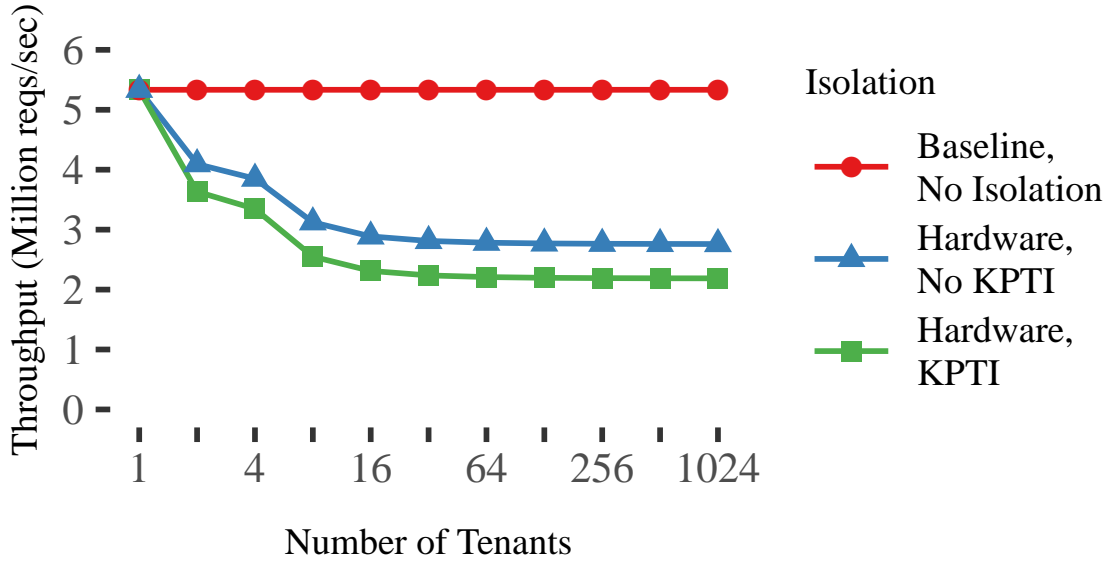 Throughput (Million reqs/sec)
6
5
4
3
2
1
0
1
4
16
64
256
1024
Number of Tenants
Isolation
Baseline,
No Isolation
Hardware,
No KPTI
Hardware,
KPTI